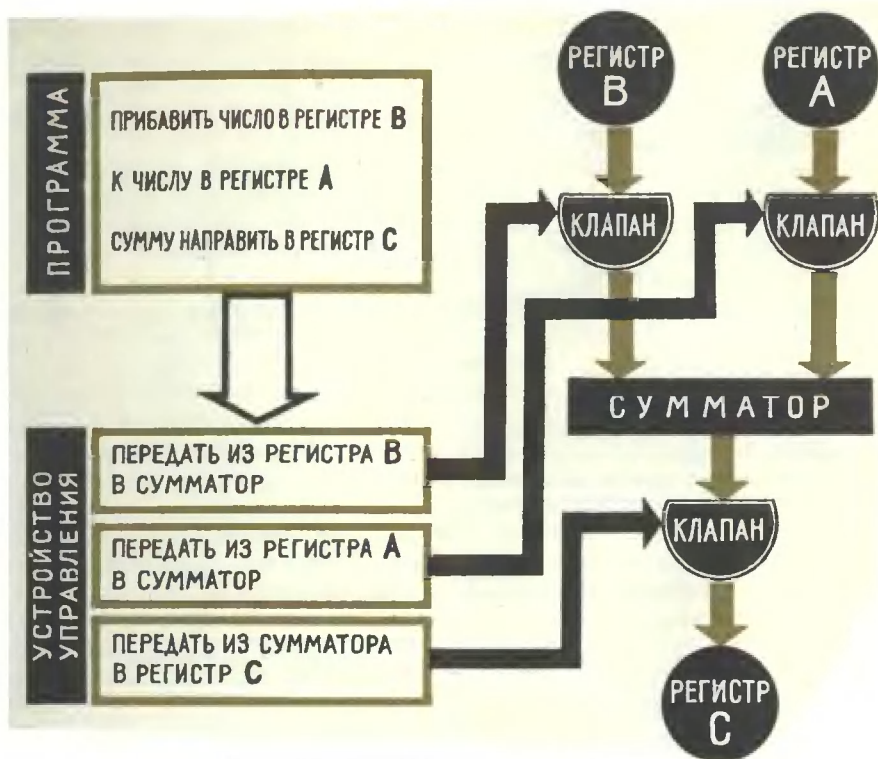 ПРОГРАММА
ПРИБАВИТЬ ЧИСЛО В РЕГИСТРЕ В
К ЧИСЛУ В РЕГИСТРЕ А
СУММУ НАПРАВИТЬ В РЕГИСТР С
УСТРОЙСТВО
УПРАВЛЕНИЯ
ПЕРЕДАТЬ ИЗ РЕГИСТРА В
В СУММАТОР
ПЕРЕДАТЬ ИЗ РЕГИСТРА А
В СУММАТОР
ПЕРЕДАТЬ ИЗ СУММАТОРА
В РЕГИСТР С
РЕГИСТР
В
РЕГИСТР
А
КЛАПАН
КЛАПАН
СУММАТОР
КЛАПАН
РЕГИСТР
С